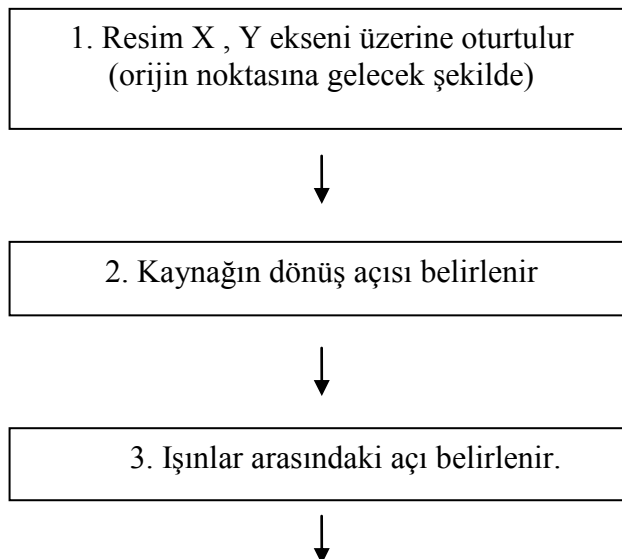 1. Resim X , Y ekseni üzerine oturtulur
(orijin noktasına gelecek şekilde)
2. Kaynağın dönüş açısı belirlenir
3. Işınlar arasındaki açı belirlenir.